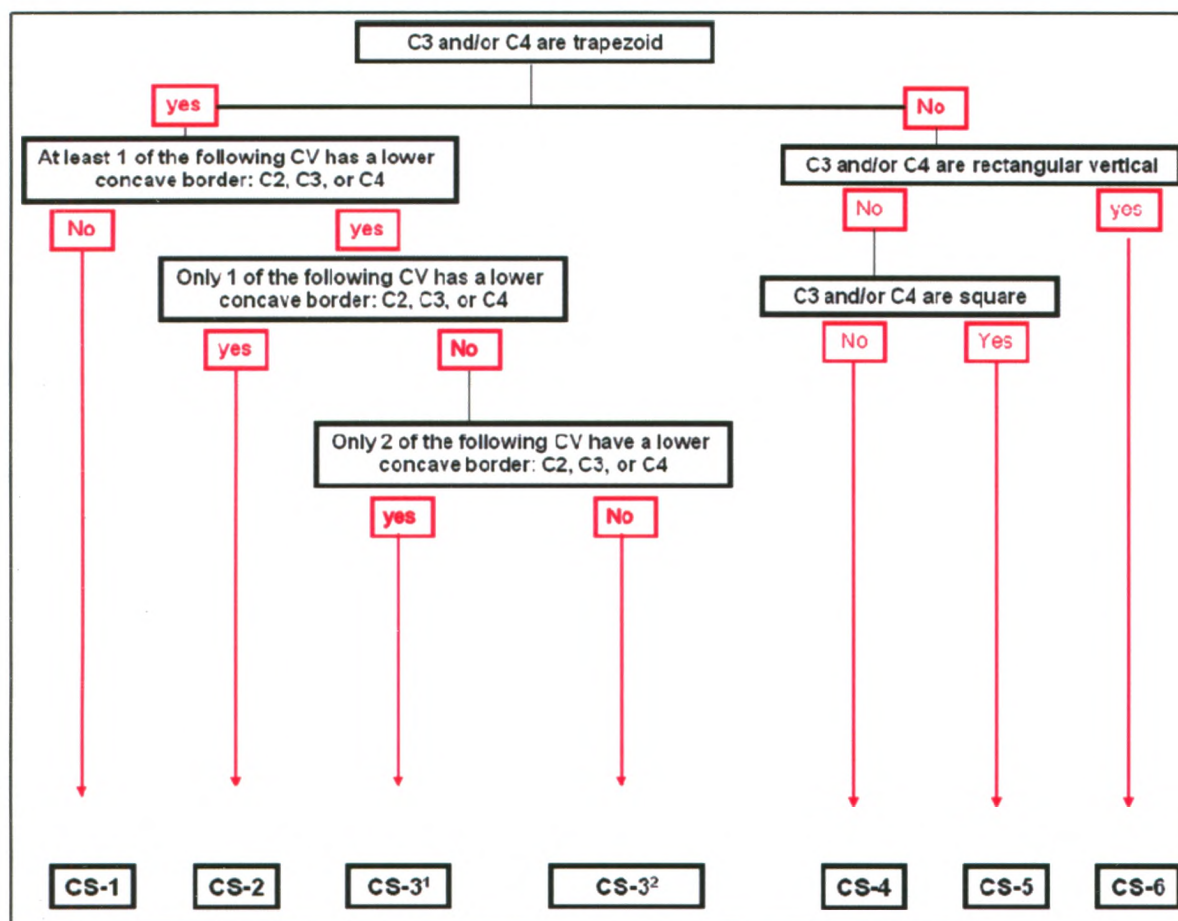 C3 and/or C4 are trapezoid
yes
No
At least 1 of the following CV has a lower
concave border: C2, C3, or C4
C3 and/or C4 are rectangular vertical
No
yes
No
yes
Only 1 of the following CV has a lower
concave border: C2, C3, or C4
C3 and/or C4 are square
yes
No
No
Yes
Only 2 of the following CV have a lower
concave border: C2, C3, or C4
yes
No
CS-1
CS-2
CS-3¹
CS-3²
CS-4
CS-5
CS-6